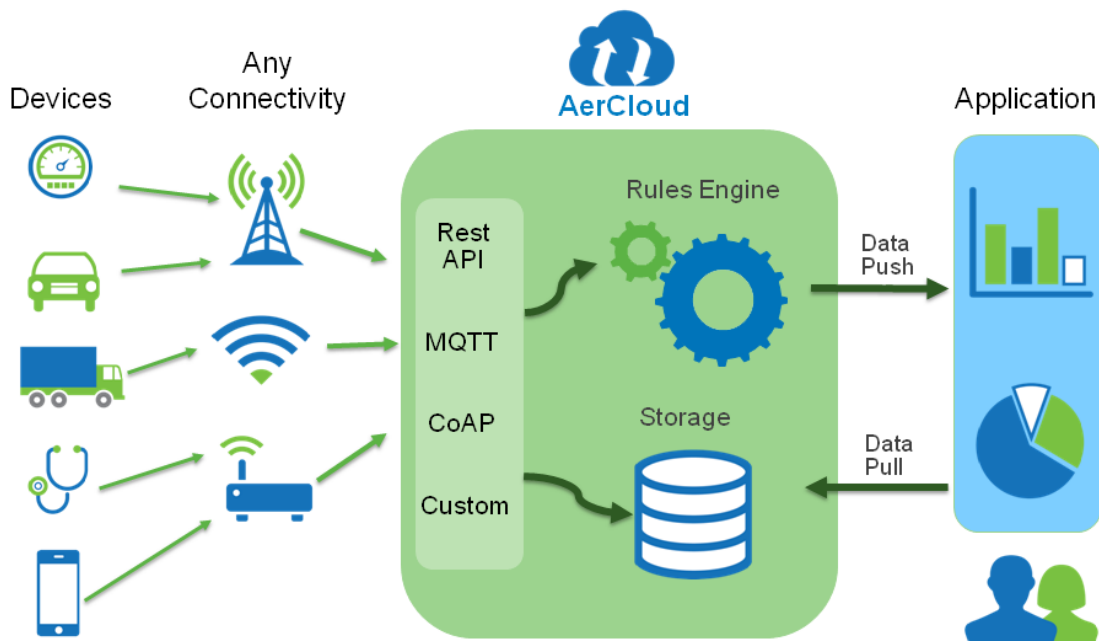 Devices
Any
Connectivity
AerCloud
Application
Rest
API
MQTT
CoAP
Custom
Rules Engine
Storage
Data
Push
Data
Pull